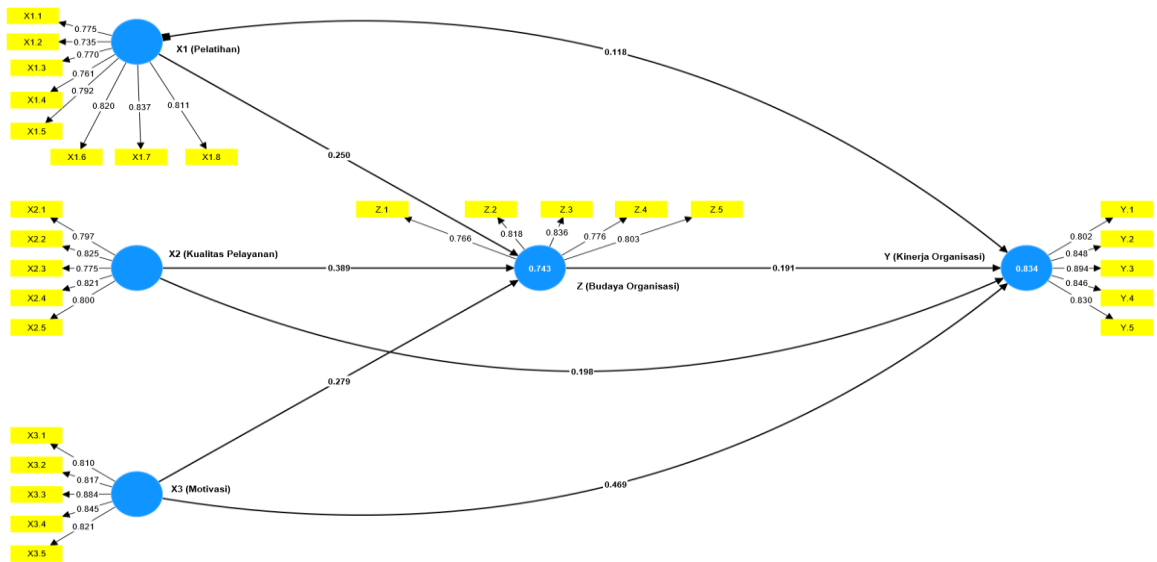 X1.1
0.775
X1.2
0.735
X1 (Pelatihan)
0.770
X1.3
0.761
X1.4
0.792
X1.5
0.820
0.837
0.811
X1.6
X1.7
X1.8
0.118
0.250
X2.1
0.797
X2.2
0.825
X2 (Kualitas Pelayanan)
X2.3
0.775
X2.4
0.821
0.800
X2.5
0.389
Z.1
Z.2
Z.3
Z.4
Z.5
0.766
0.818
0.836
0.776
0.803
0.743
Z (Budaya Organisasi)
0.191
Y (Kinerja Organisasi)
0.834
Y.1
0.802
Y.2
0.848
0.894
Y.3
0.846
Y.4
0.830
Y.5
0.198
0.279
X3.1
0.810
X3.2
0.817
X3 (Motivasi)
X3.3
0.884
0.845
X3.4
0.821
X3.5
0.469